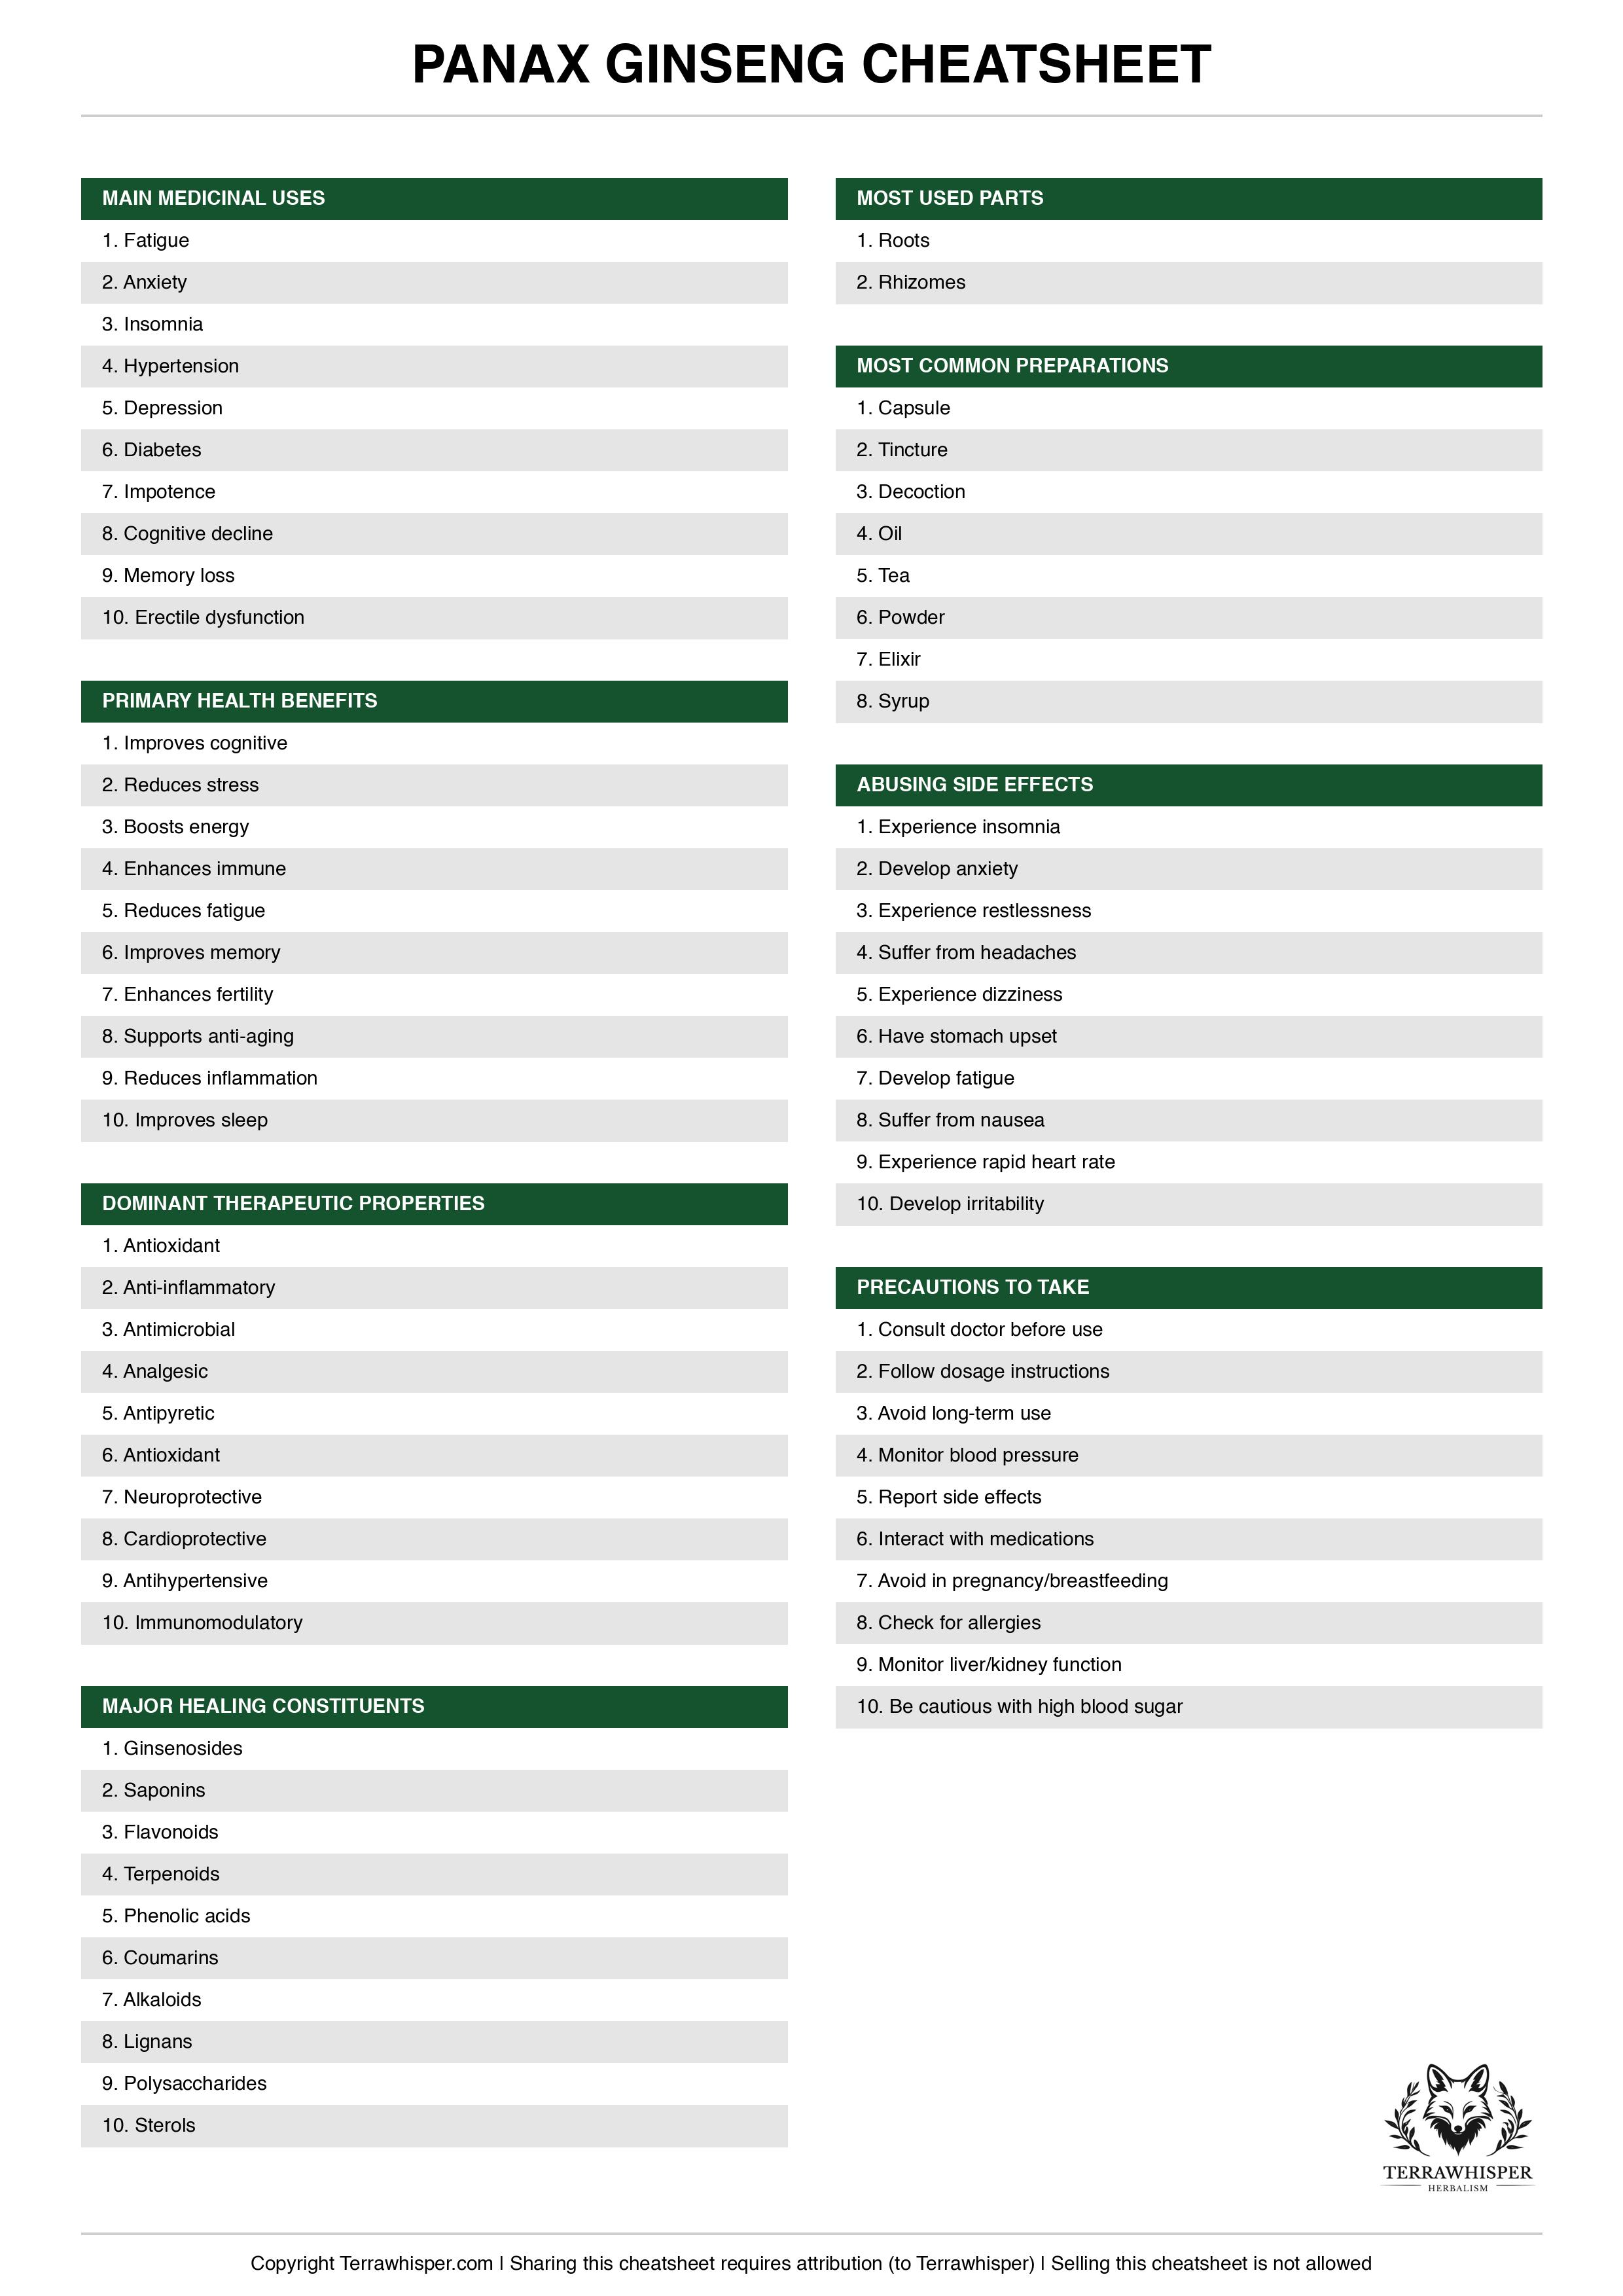 PANAX GINSENG CHEATSHEET
MAIN MEDICINAL USES
1. Fatigue
2. Anxiety
3. Insomnia
4. Hypertension
5. Depression
6. Diabetes
7. Impotence
8. Cognitive decline
9. Memory loss
10. Erectile dysfunction
PRIMARY HEALTH BENEFITS
1. Improves cognitive
2. Reduces stress
3. Boosts energy
4. Enhances immune
5. Reduces fatigue
6. Improves memory
7. Enhances fertility
8. Supports anti-aging
9. Reduces inflammation
10. Improves sleep
DOMINANT THERAPEUTIC PROPERTIES
1. Antioxidant
2. Anti-inflammatory
3. Antimicrobial
4. Analgesic
5. Antipyretic
6. Antioxidant
7. Neuroprotective
8. Cardioprotective
9. Antihypertensive
10. Immunomodulatory
MAJOR HEALING CONSTITUENTS
1. Ginsenosides
2. Saponins
3. Flavonoids
4. Terpenoids
5. Phenolic acids
6. Coumarins
7. Alkaloids
8. Lignans
9. Polysaccharides
10. Sterols
MOST USED PARTS
1. Roots
2. Rhizomes
MOST COMMON PREPARATIONS
1. Capsule
2. Tincture
3. Decoction
4. Oil
5. Tea
6. Powder
7. Elixir
8. Syrup
ABUSING SIDE EFFECTS
1. Experience insomnia
2. Develop anxiety
3. Experience restlessness
4. Suffer from headaches
5. Experience dizziness
6. Have stomach upset
7. Develop fatigue
8. Suffer from nausea
9. Experience rapid heart rate
10. Develop irritability
PRECAUTIONS TO TAKE
1. Consult doctor before use
2. Follow dosage instructions
3. Avoid long-term use
4. Monitor blood pressure
5. Report side effects
6. Interact with medications
7. Avoid in pregnancy/breastfeeding
8. Check for allergies
9. Monitor liver/kidney function
10. Be cautious with high blood sugar
TERRAWHISPER
HERBALISM
Copyright Terrawhisper.com | Sharing this cheatsheet requires attribution (to Terrawhisper) | Selling this cheatsheet is not allowed